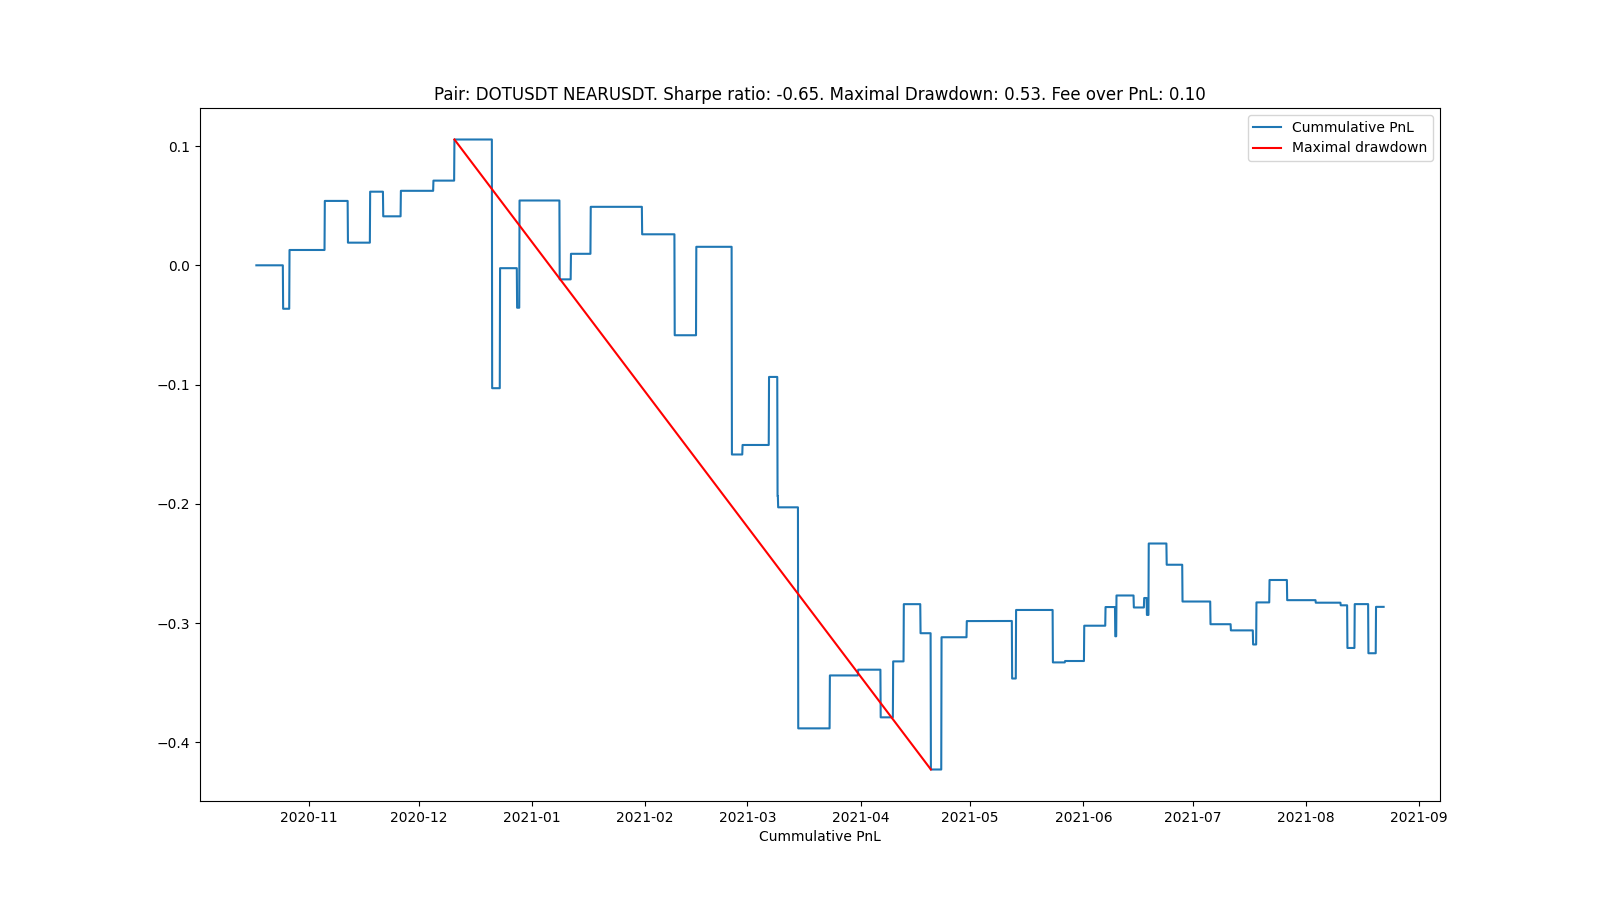 Pair: DOTUSDT NEARUSDT. Sharpe ratio: -0.65. Maximal Drawdown: 0.53. Fee over PnL: 0.10
Cummulative PnL
Maximal drawdown
0.1
0.0
−0.1
−0.2
−0.3
−0.4
2020-11 2020-12 2021-01 2021-02 2021-03 2021-04 2021-05 2021-06 2021-07 2021-08 2021-09
Cummulative PnL